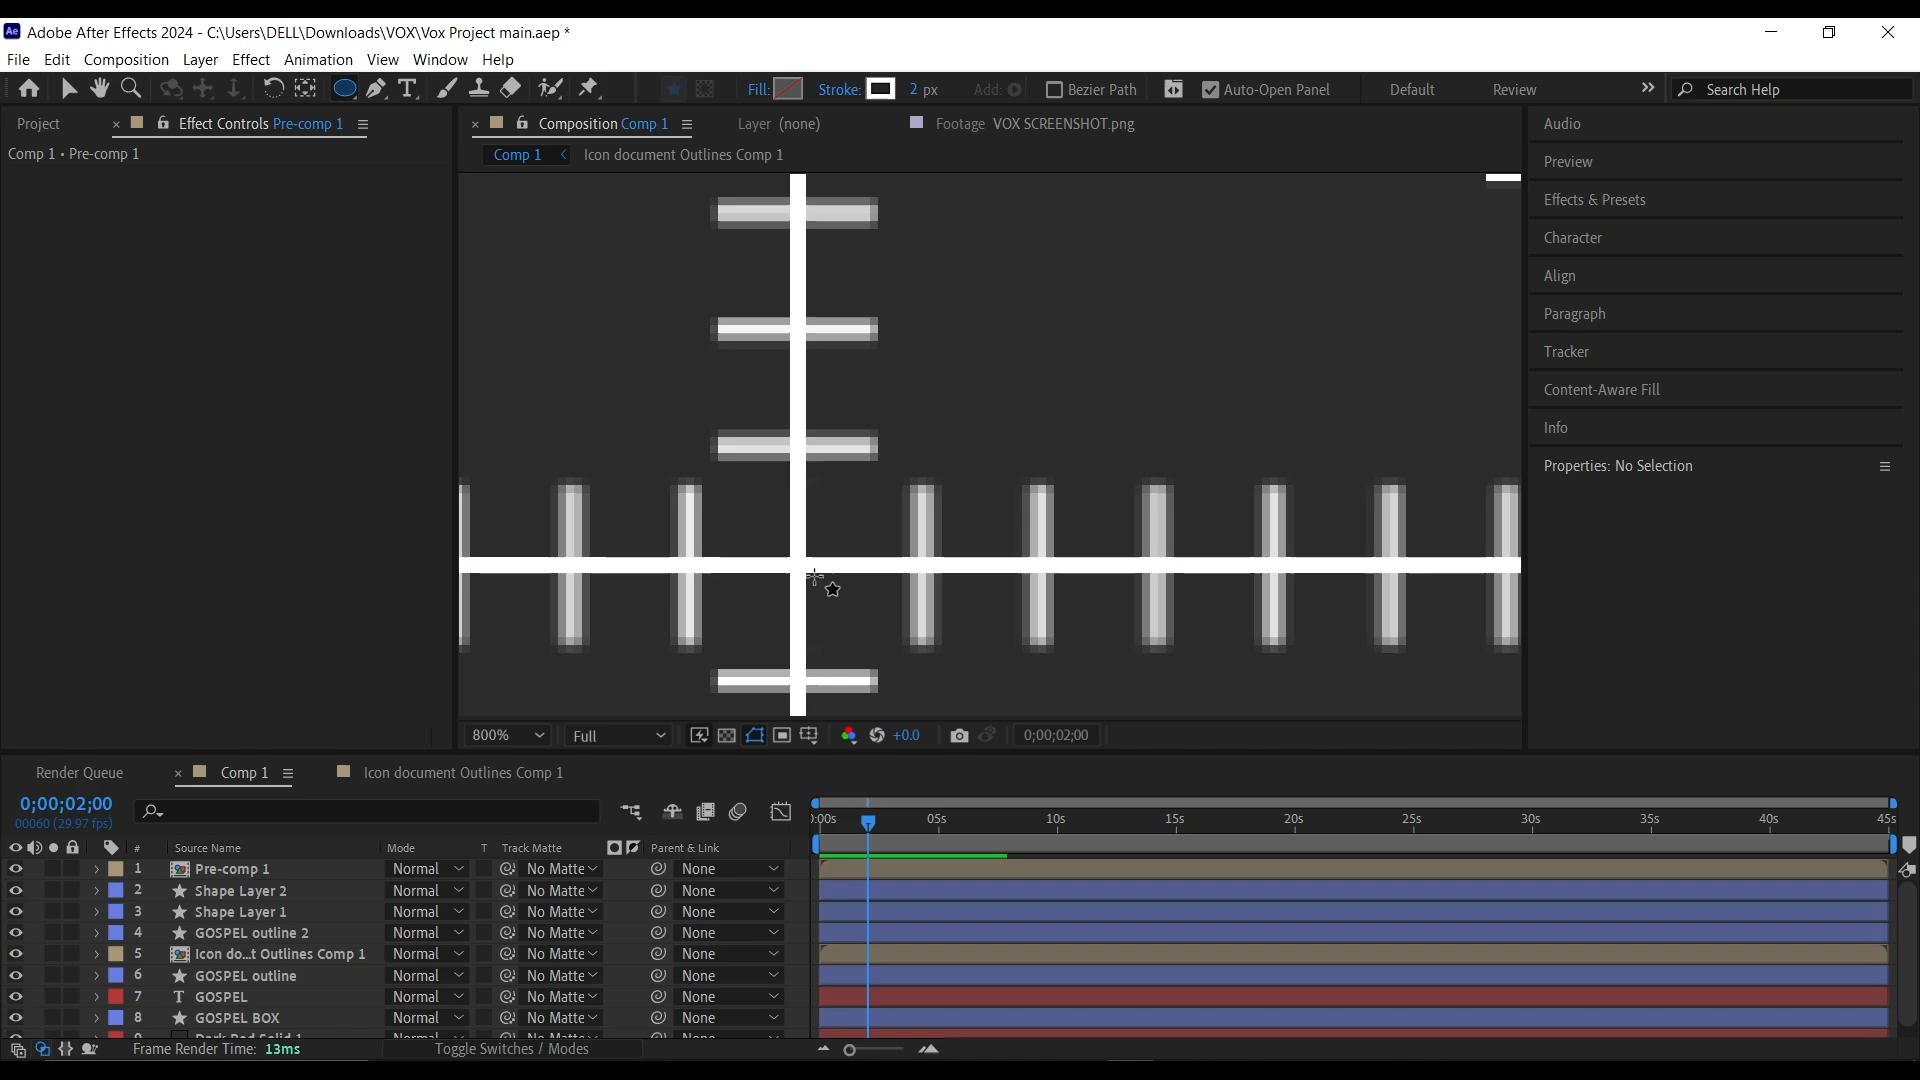 Adobe After Effects 2024 - C:\Users\DELL\Downloads\VOX\Vox Project main.aep *
File Edit Composition Layer Effect Animation View Window Help
Fill: Stroke: 2 px Add: Bezier Path Auto-Open Panel Default Review Search Help
Project Effect Controls Pre-comp 1 Composition Comp 1 Layer (none) Footage VOX SCREENSHOT.png
Comp 1 • Pre-comp 1
Comp 1 Icon document Outlines Comp 1
Audio
Preview
Effects & Presets
Character
Align
Paragraph
Tracker
Content-Aware Fill
Info
Properties: No Selection
800% Full +0.0 0;00;02;00
Render Queue Comp 1 Icon document Outlines Comp 1
0;00;02;00
00060 (29.97 fps)
0:00s 05s 10s 15s 20s 25s 30s 35s 40s 45s
# Source Name Mode T Track Matte Parent & Link
1 Pre-comp 1 Normal No Matte None
2 Shape Layer 2 Normal No Matte None
3 Shape Layer 1 Normal No Matte None
4 GOSPEL outline 2 Normal No Matte None
5 Icon do...t Outlines Comp 1 Normal No Matte None
6 GOSPEL outline Normal No Matte None
7 T GOSPEL Normal No Matte None
8 GOSPEL BOX Normal No Matte None
Frame Render Time: 13ms Toggle Switches / Modes